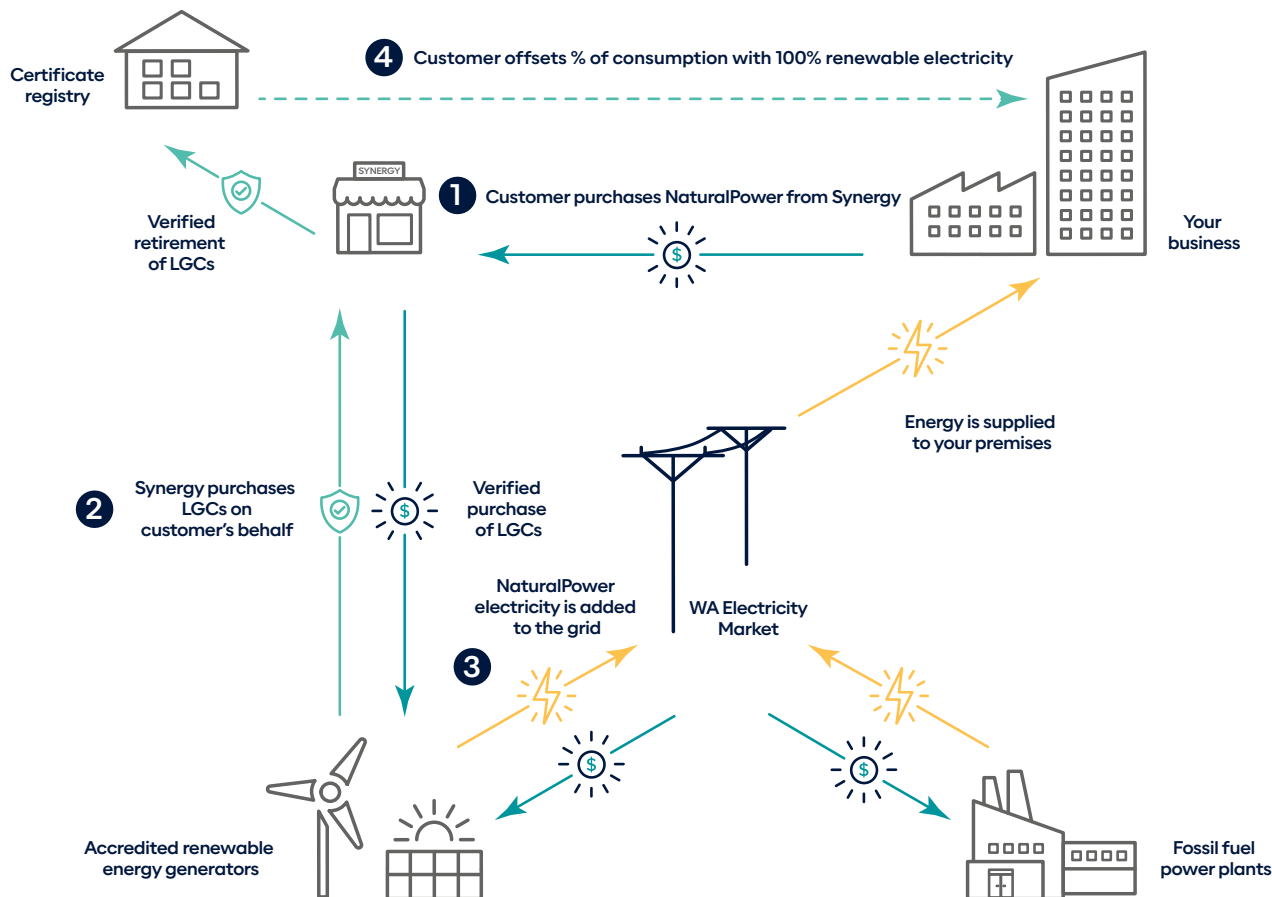 4 Customer offsets % of consumption with 100% renewable electricity
Certificate
registry
SYNERGY
1 Customer purchases NaturalPower from Synergy
$
Verified
retirement
of LGCs
Your
business
Energy is supplied
to your premises
2
Synergy purchases
LGCs on
customer's behalf
$
Verified
purchase
of LGCs
NaturalPower
electricity is added
to the grid
3
WA Electricity
Market
$
$
Accredited renewable
energy generators
Fossil fuel
power plants